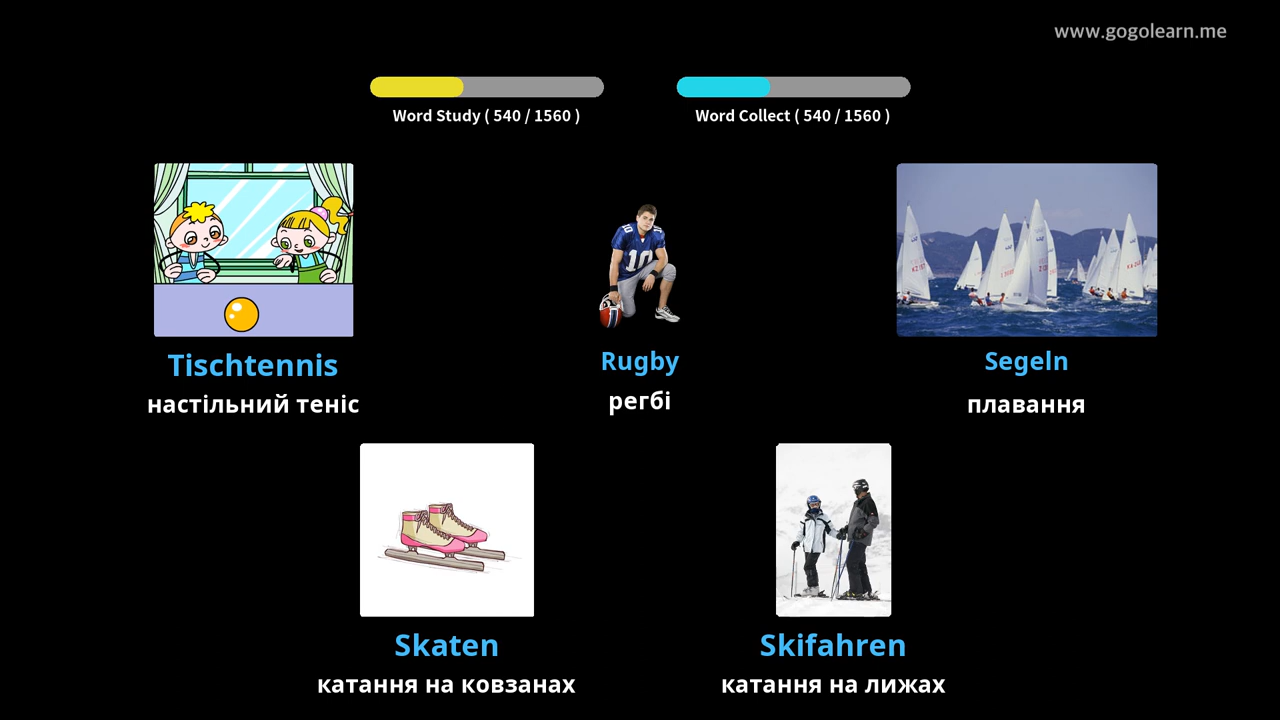 www.gogolearn.me
Word Study ( 540 / 1560 )
Word Collect ( 540 / 1560 )
Tischtennis
настільний теніс
Rugby
регбі
Segeln
плавання
Skaten
катання на ковзанах
Skifahren
катання на лижах